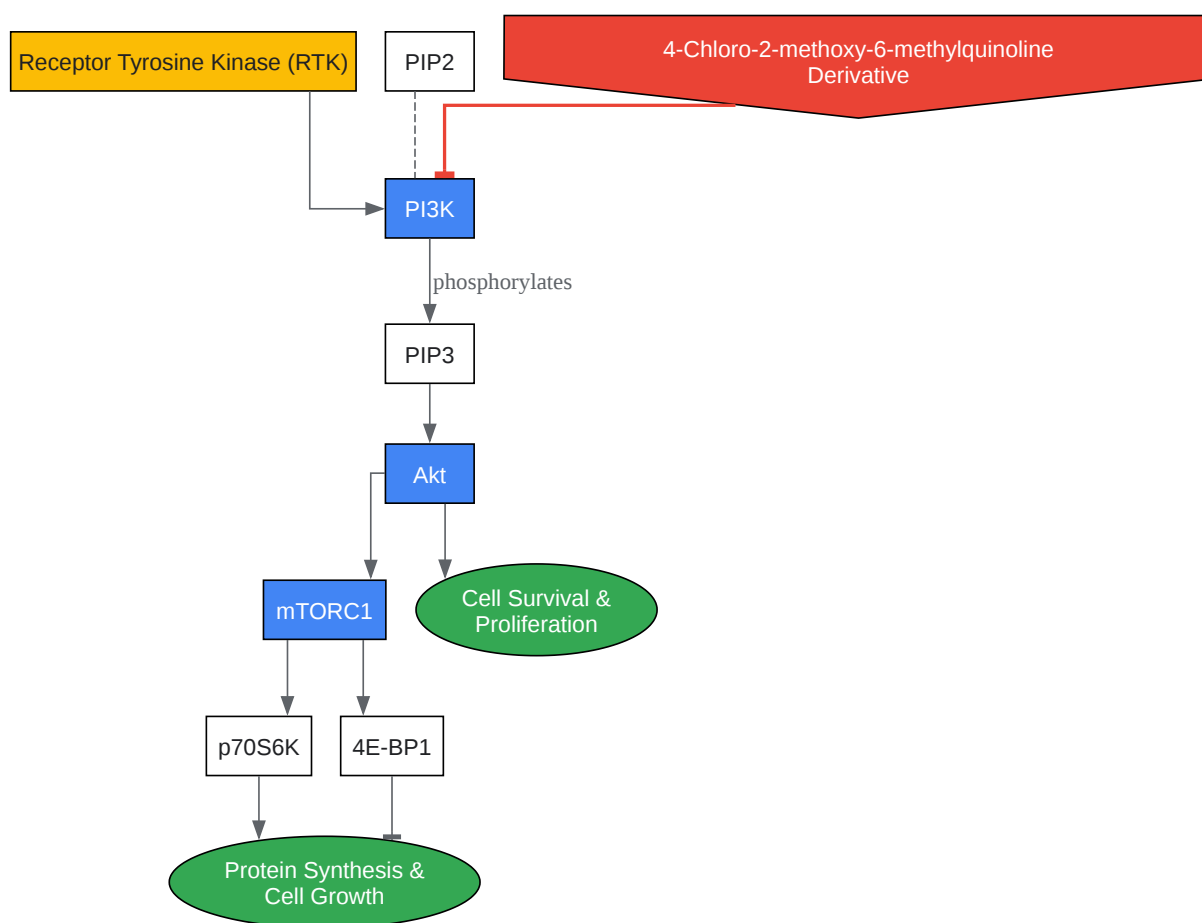 Receptor Tyrosine Kinase (RTK)
PIP2
4-Chloro-2-methoxy-6-methylquinoline
Derivative
PI3K
phosphorylates
PIP3
Akt
mTORC1
Cell Survival &
Proliferation
p70S6K
4E-BP1
Protein Synthesis &
Cell Growth